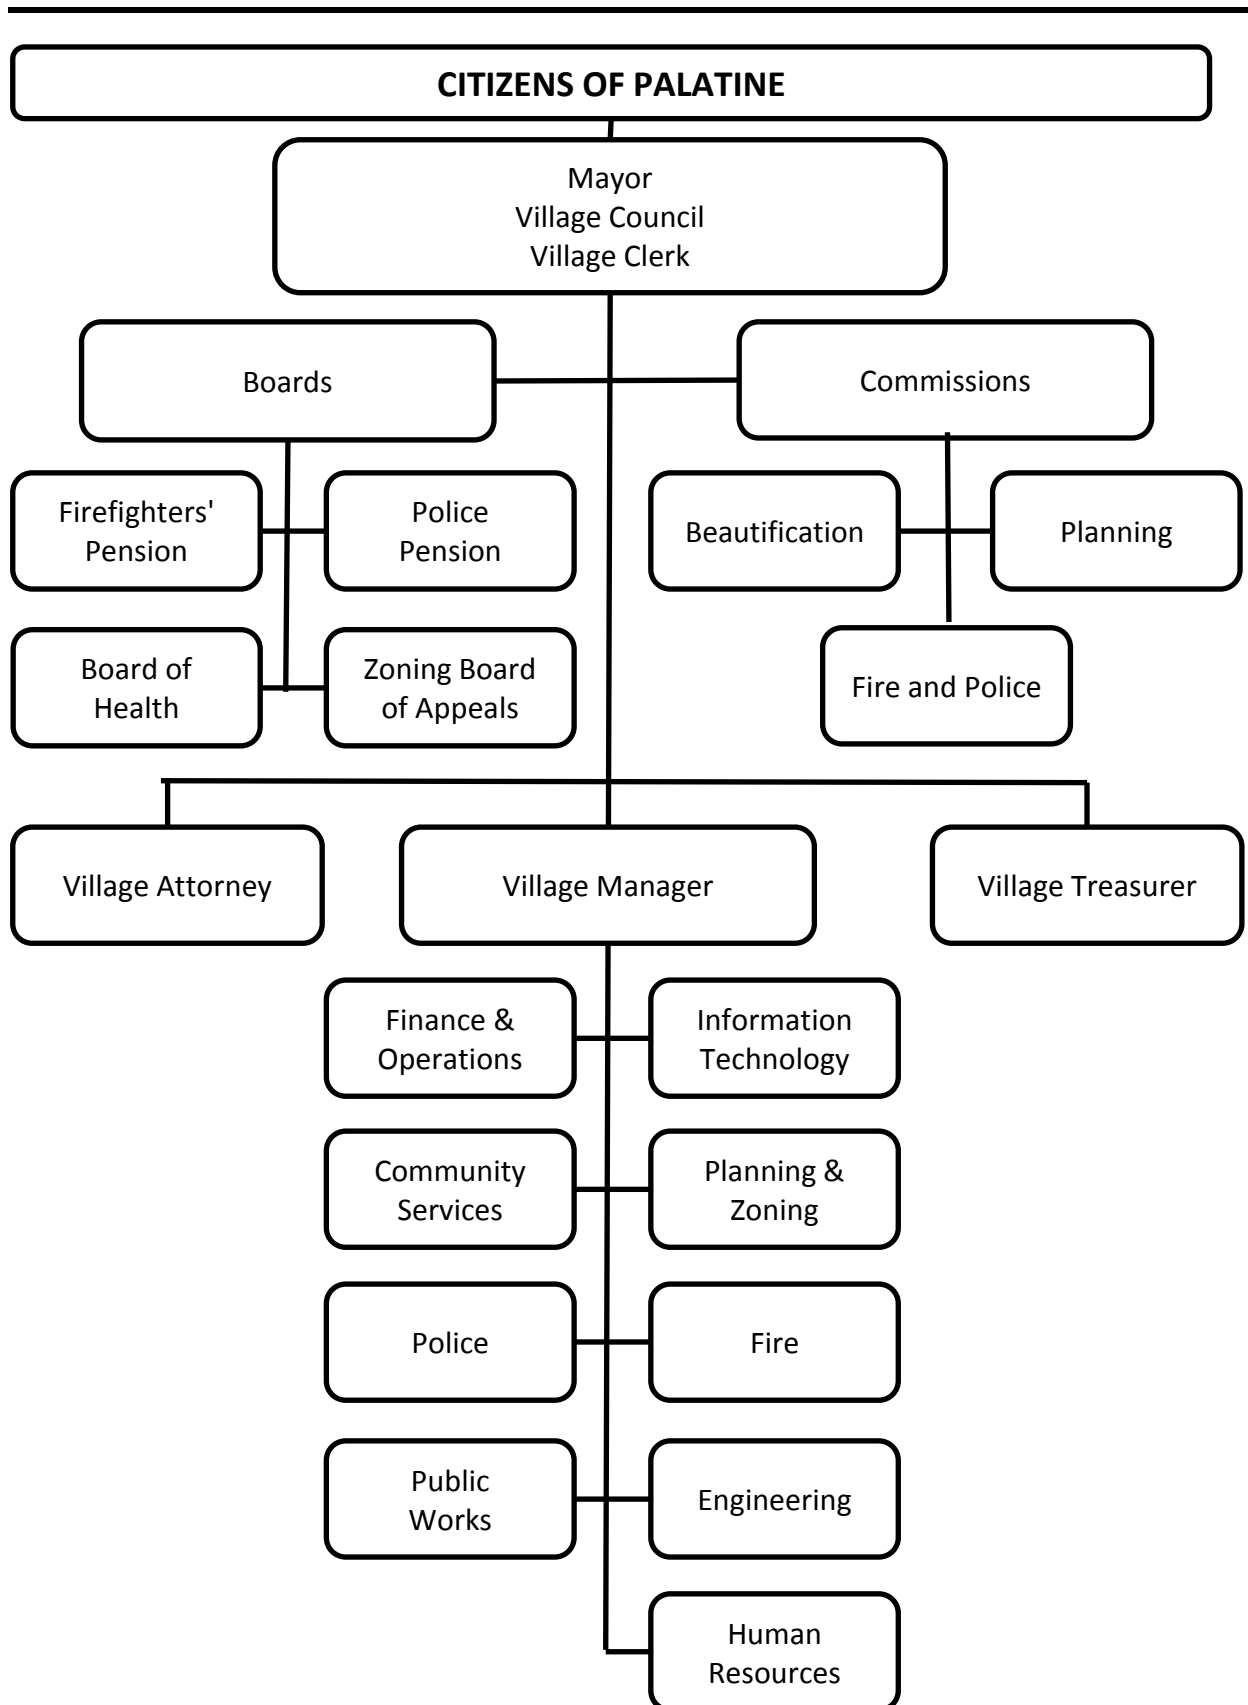 CITIZENS OF PALATINE
Mayor
Village Council
Village Clerk
Boards
Commissions
Firefighters'
Pension
Police
Pension
Beautification
Planning
Board of
Health
Zoning Board
of Appeals
Fire and Police
Village Attorney
Village Manager
Village Treasurer
Finance &
Operations
Information
Technology
Community
Services
Planning &
Zoning
Police
Fire
Public
Works
Engineering
Human
Resources